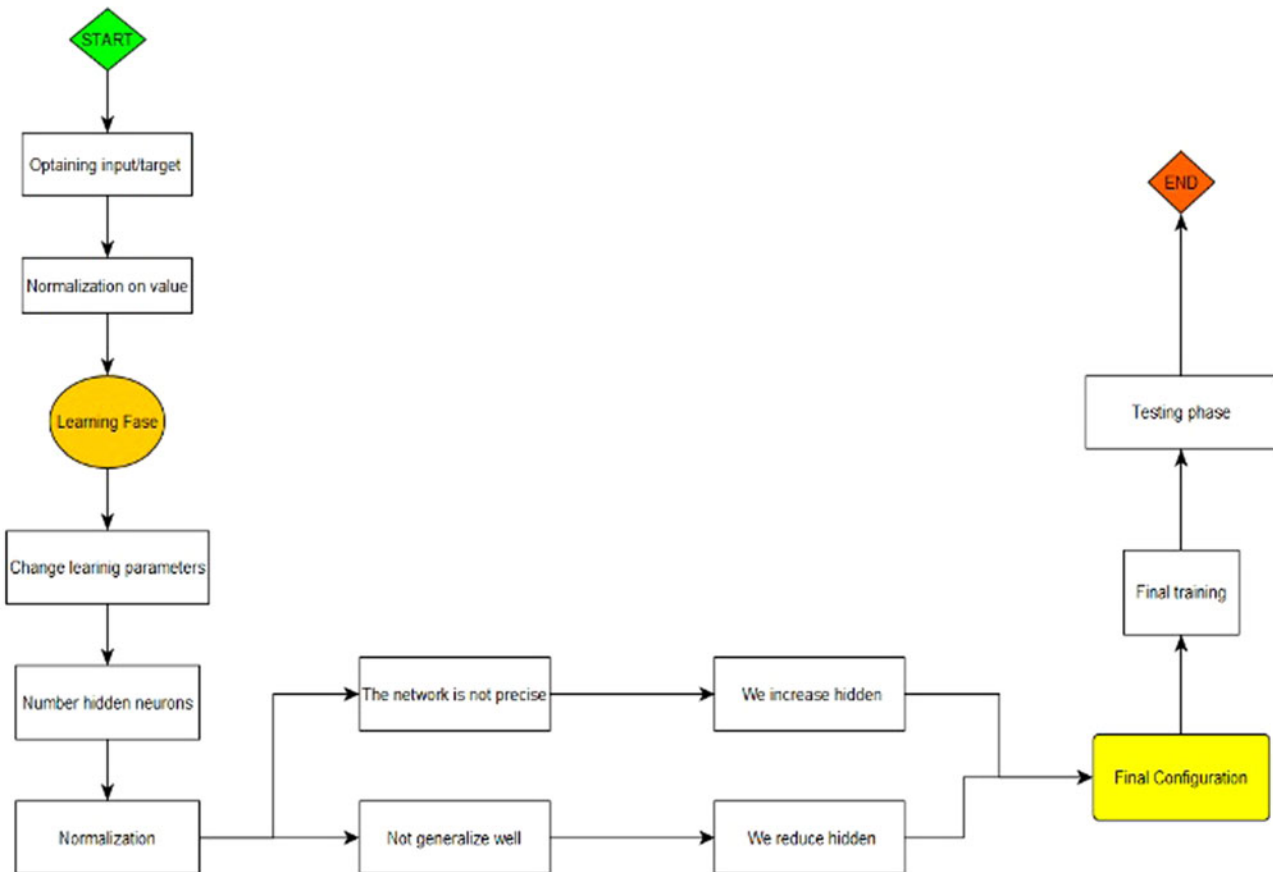 START
Optaining input/target
Normalization on value
Learning Fase
Change learinig parameters
Number hidden neurons
Normalization
The network is not precise
Not generalize well
We increase hidden
We reduce hidden
Final Configuration
Final training
Testing phase
END